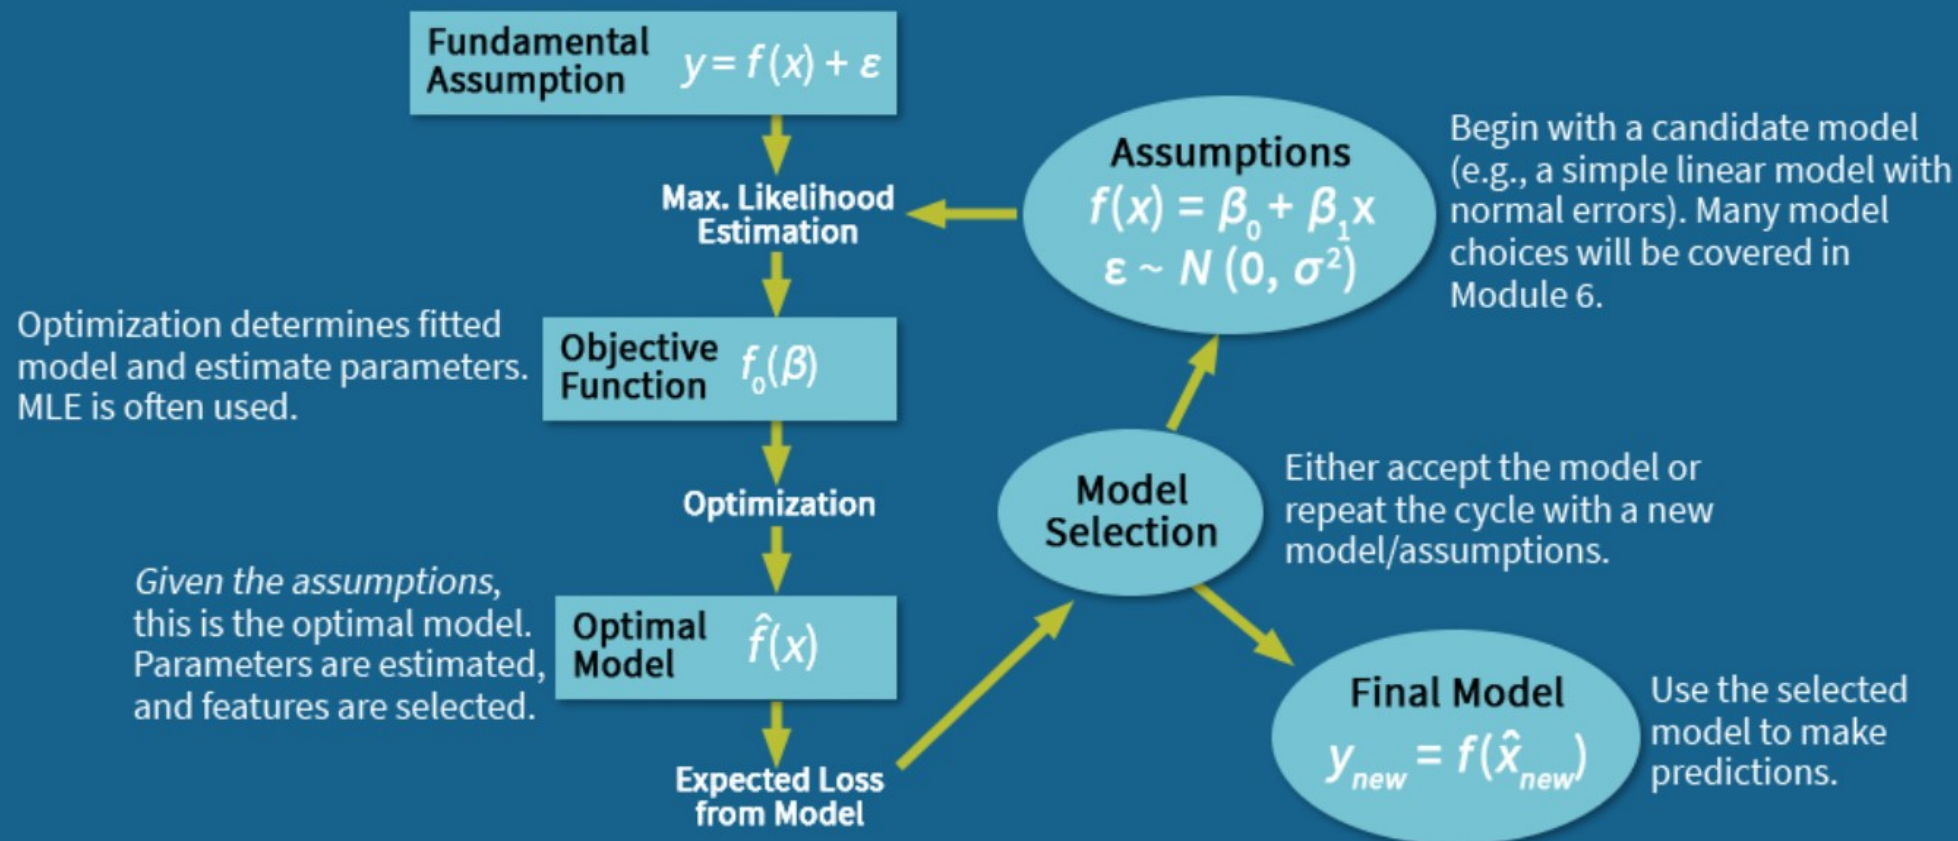 Fundamental
Assumption
y = f(x) + ε
Max. Likelihood
Estimation
Assumptions
f(x) = β₀ + β₁x
ε ~ N (0, σ²)
Begin with a candidate model
(e.g., a simple linear model with
normal errors). Many model
choices will be covered in
Module 6.
Optimization determines fitted
model and estimate parameters.
MLE is often used.
Objective
Function
f₀(β)
Optimization
Model
Selection
Either accept the model or
repeat the cycle with a new
model/assumptions.
Given the assumptions,
this is the optimal model.
Parameters are estimated,
and features are selected.
Optimal
Model
f̂(x)
Expected Loss
from Model
Final Model
y_new = f(x̂_new)
Use the selected
model to make
predictions.